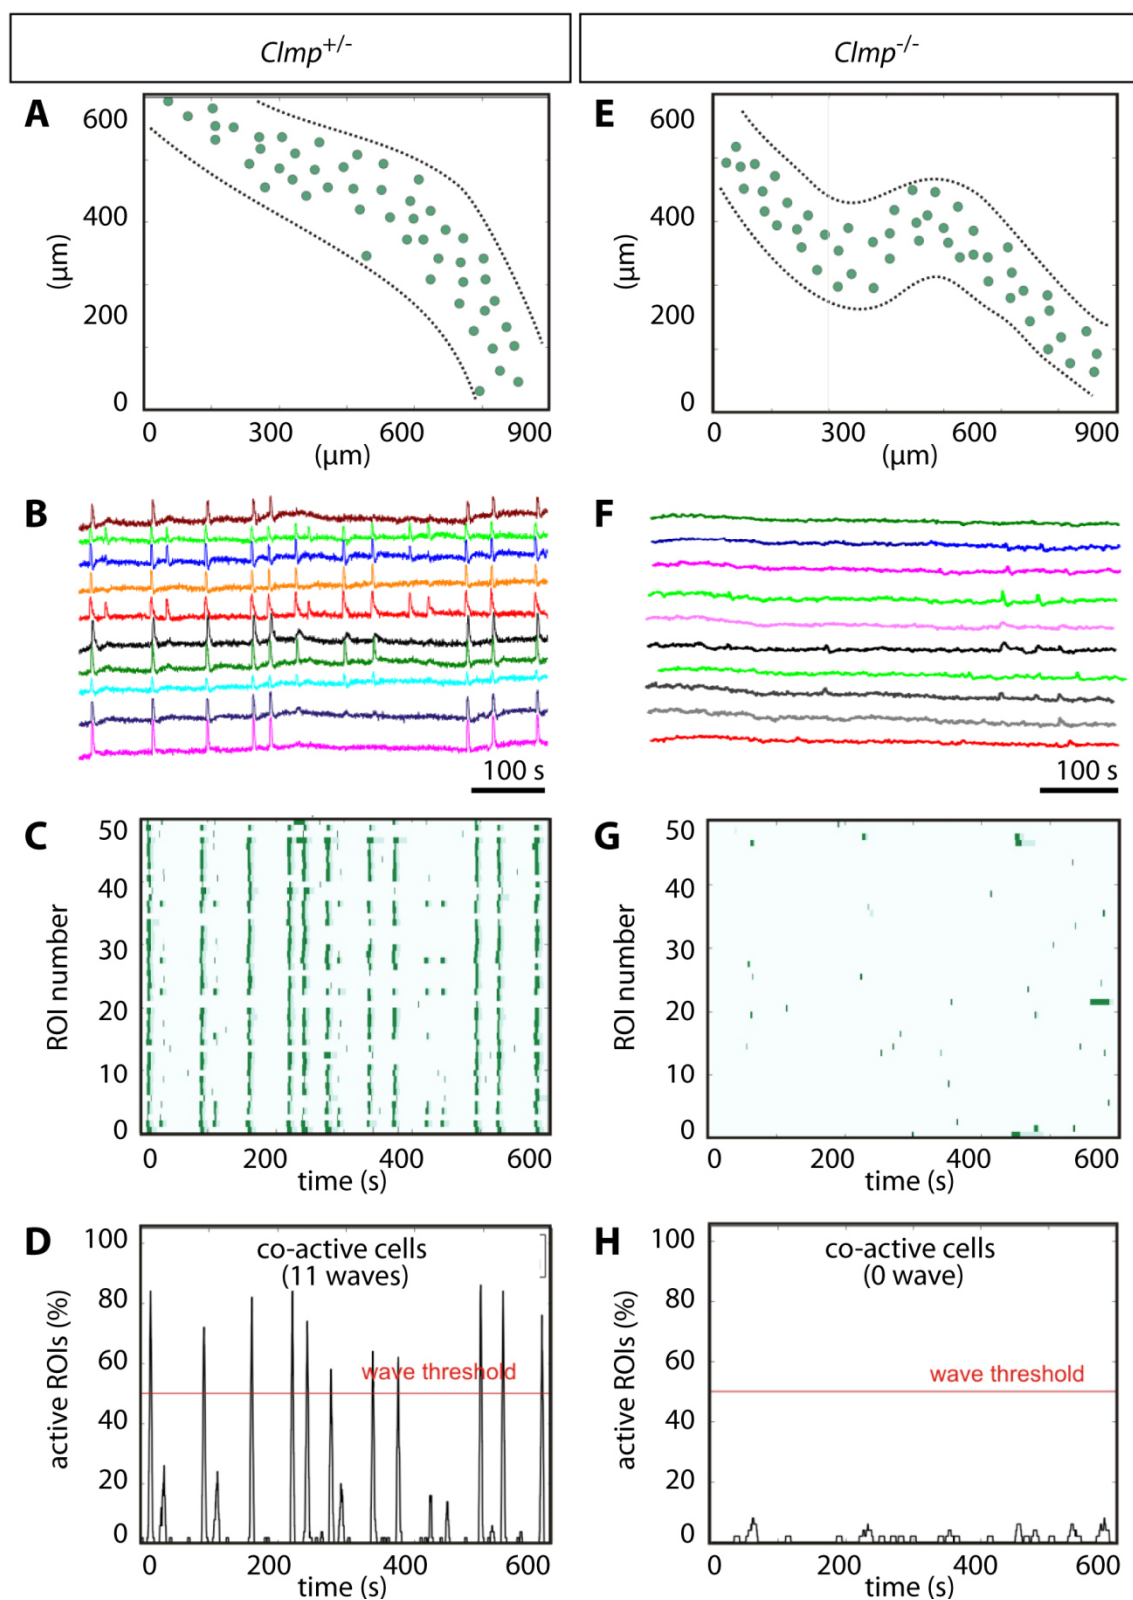 Clmp+/-
Clmp-/-
A
600
400
200
0
(µm)
0 300 600 900
(µm)
E
600
400
200
0
(µm)
0 300 600 900
(µm)
B
100 s
F
100 s
C
50
40
30
20
10
0
ROI number
0 200 400 600
time (s)
G
50
40
30
20
10
0
ROI number
0 200 400 600
time (s)
D
100
80
60
40
20
0
active ROIs (%)
co-active cells
(11 waves)
wave threshold
0 200 400 600
time (s)
H
100
80
60
40
20
0
active ROIs (%)
co-active cells
(0 wave)
wave threshold
0 200 400 600
time (s)